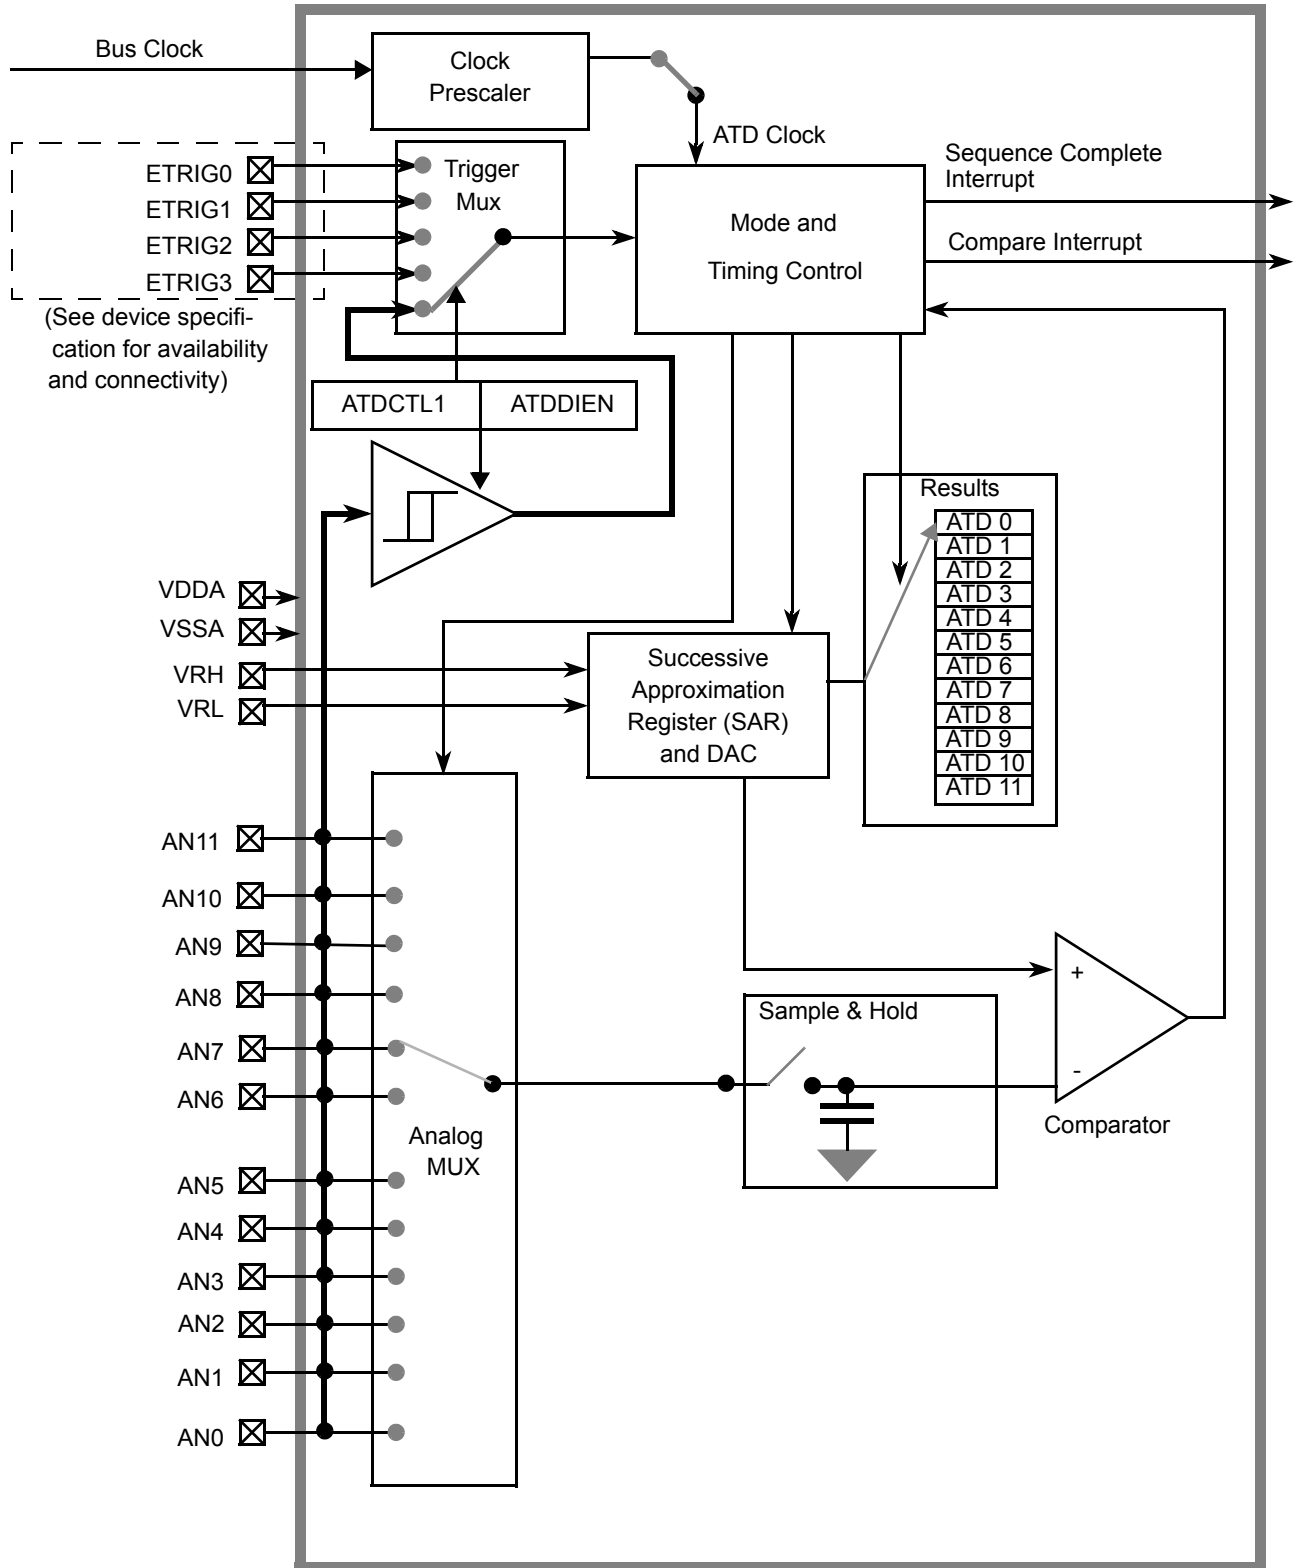 Bus Clock
Clock
Prescaler
ATD Clock
ETRIG0
ETRIG1
ETRIG2
ETRIG3
(See device specifi-
cation for availability
and connectivity)
Trigger
Mux
Mode and
Timing Control
Sequence Complete
Interrupt
Compare Interrupt
ATDCTL1
ATDDIEN
Results
ATD 0
ATD 1
ATD 2
ATD 3
ATD 4
ATD 5
ATD 6
ATD 7
ATD 8
ATD 9
ATD 10
ATD 11
VDDA
VSSA
VRH
VRL
Successive
Approximation
Register (SAR)
and DAC
AN11
AN10
AN9
AN8
AN7
AN6
AN5
AN4
AN3
AN2
AN1
AN0
Analog
MUX
Sample & Hold
+
-
Comparator